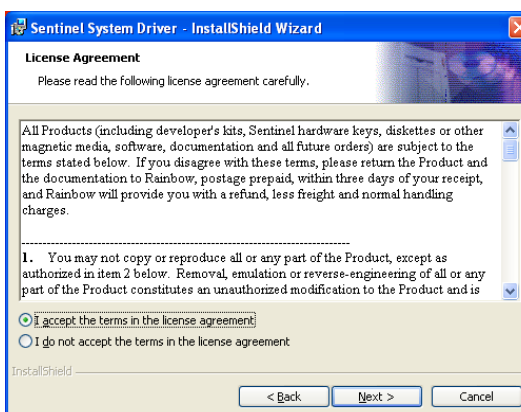 Sentinel System Driver - InstallShield Wizard
License Agreement
Please read the following license agreement carefully.
All Products (including developer's kits, Sentinel hardware keys, diskettes or other
magnetic media, software, documentation and all future orders) are subject to the
terms stated below.  If you disagree with these terms, please return the Product and
the documentation to Rainbow, postage prepaid, within three days of your receipt,
and Rainbow will provide you with a refund, less freight and normal handling
charges.
1.    You may not copy or reproduce all or any part of the Product, except as
authorized in item 2 below.  Removal, emulation or reverse-engineering of all or any
part of the Product constitutes an unauthorized modification to the Product and is
I accept the terms in the license agreement
I do not accept the terms in the license agreement
InstallShield
< Back Next > Cancel